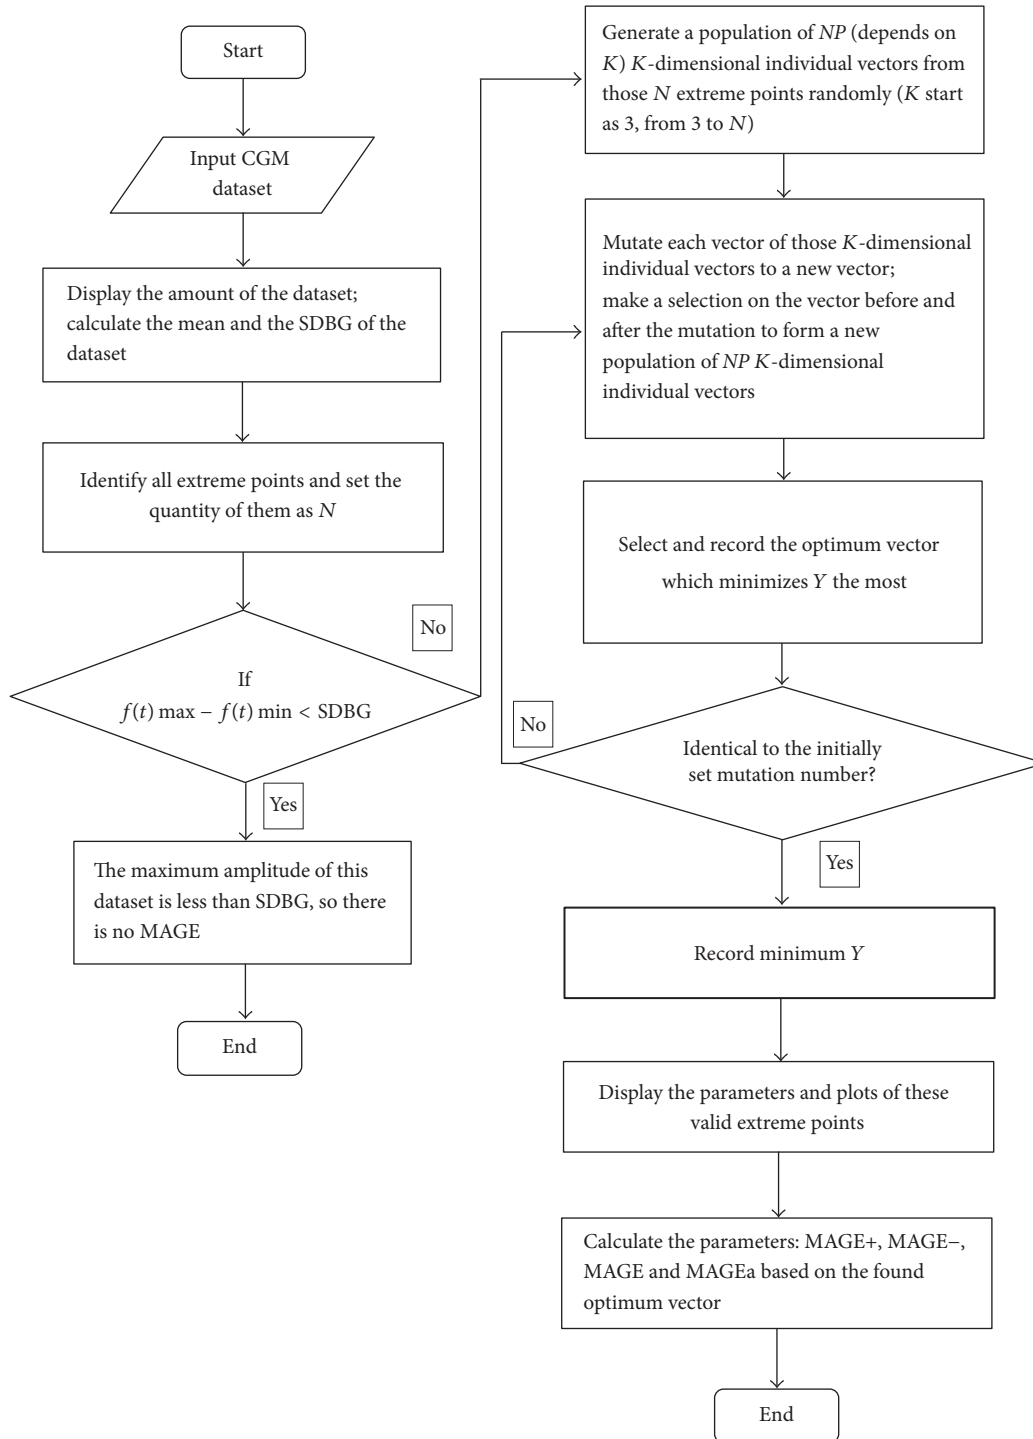 Start
Input CGM
dataset
Display the amount of the dataset;
calculate the mean and the SDBG of the
dataset
Identify all extreme points and set the
quantity of them as N
No
If
f(t) max − f(t) min < SDBG
Yes
The maximum amplitude of this
dataset is less than SDBG, so there
is no MAGE
End
Generate a population of NP (depends on
K) K-dimensional individual vectors from
those N extreme points randomly (K start
as 3, from 3 to N)
Mutate each vector of those K-dimensional
individual vectors to a new vector;
make a selection on the vector before and
after the mutation to form a new
population of NP K-dimensional
individual vectors
Select and record the optimum vector
which minimizes Y the most
No
Identical to the initially
set mutation number?
Yes
Record minimum Y
Display the parameters and plots of these
valid extreme points
Calculate the parameters: MAGE+, MAGE−,
MAGE and MAGEa based on the found
optimum vector
End